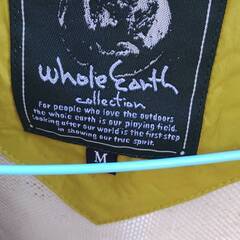 Whole Earth
collection
For people who love the outdoors
the whole earth is our playing field.
Looking after our world is the first step
in showing our true spirit.
M